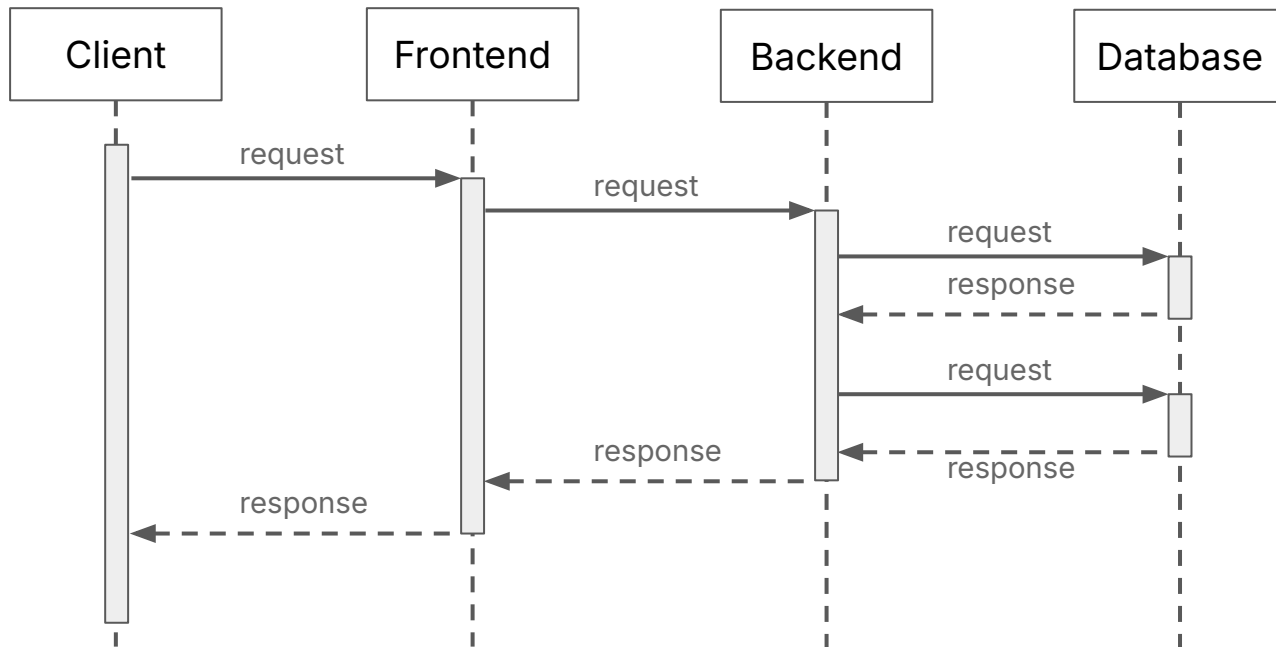 Client
Frontend
Backend
Database
request
request
request
response
request
response
response
response